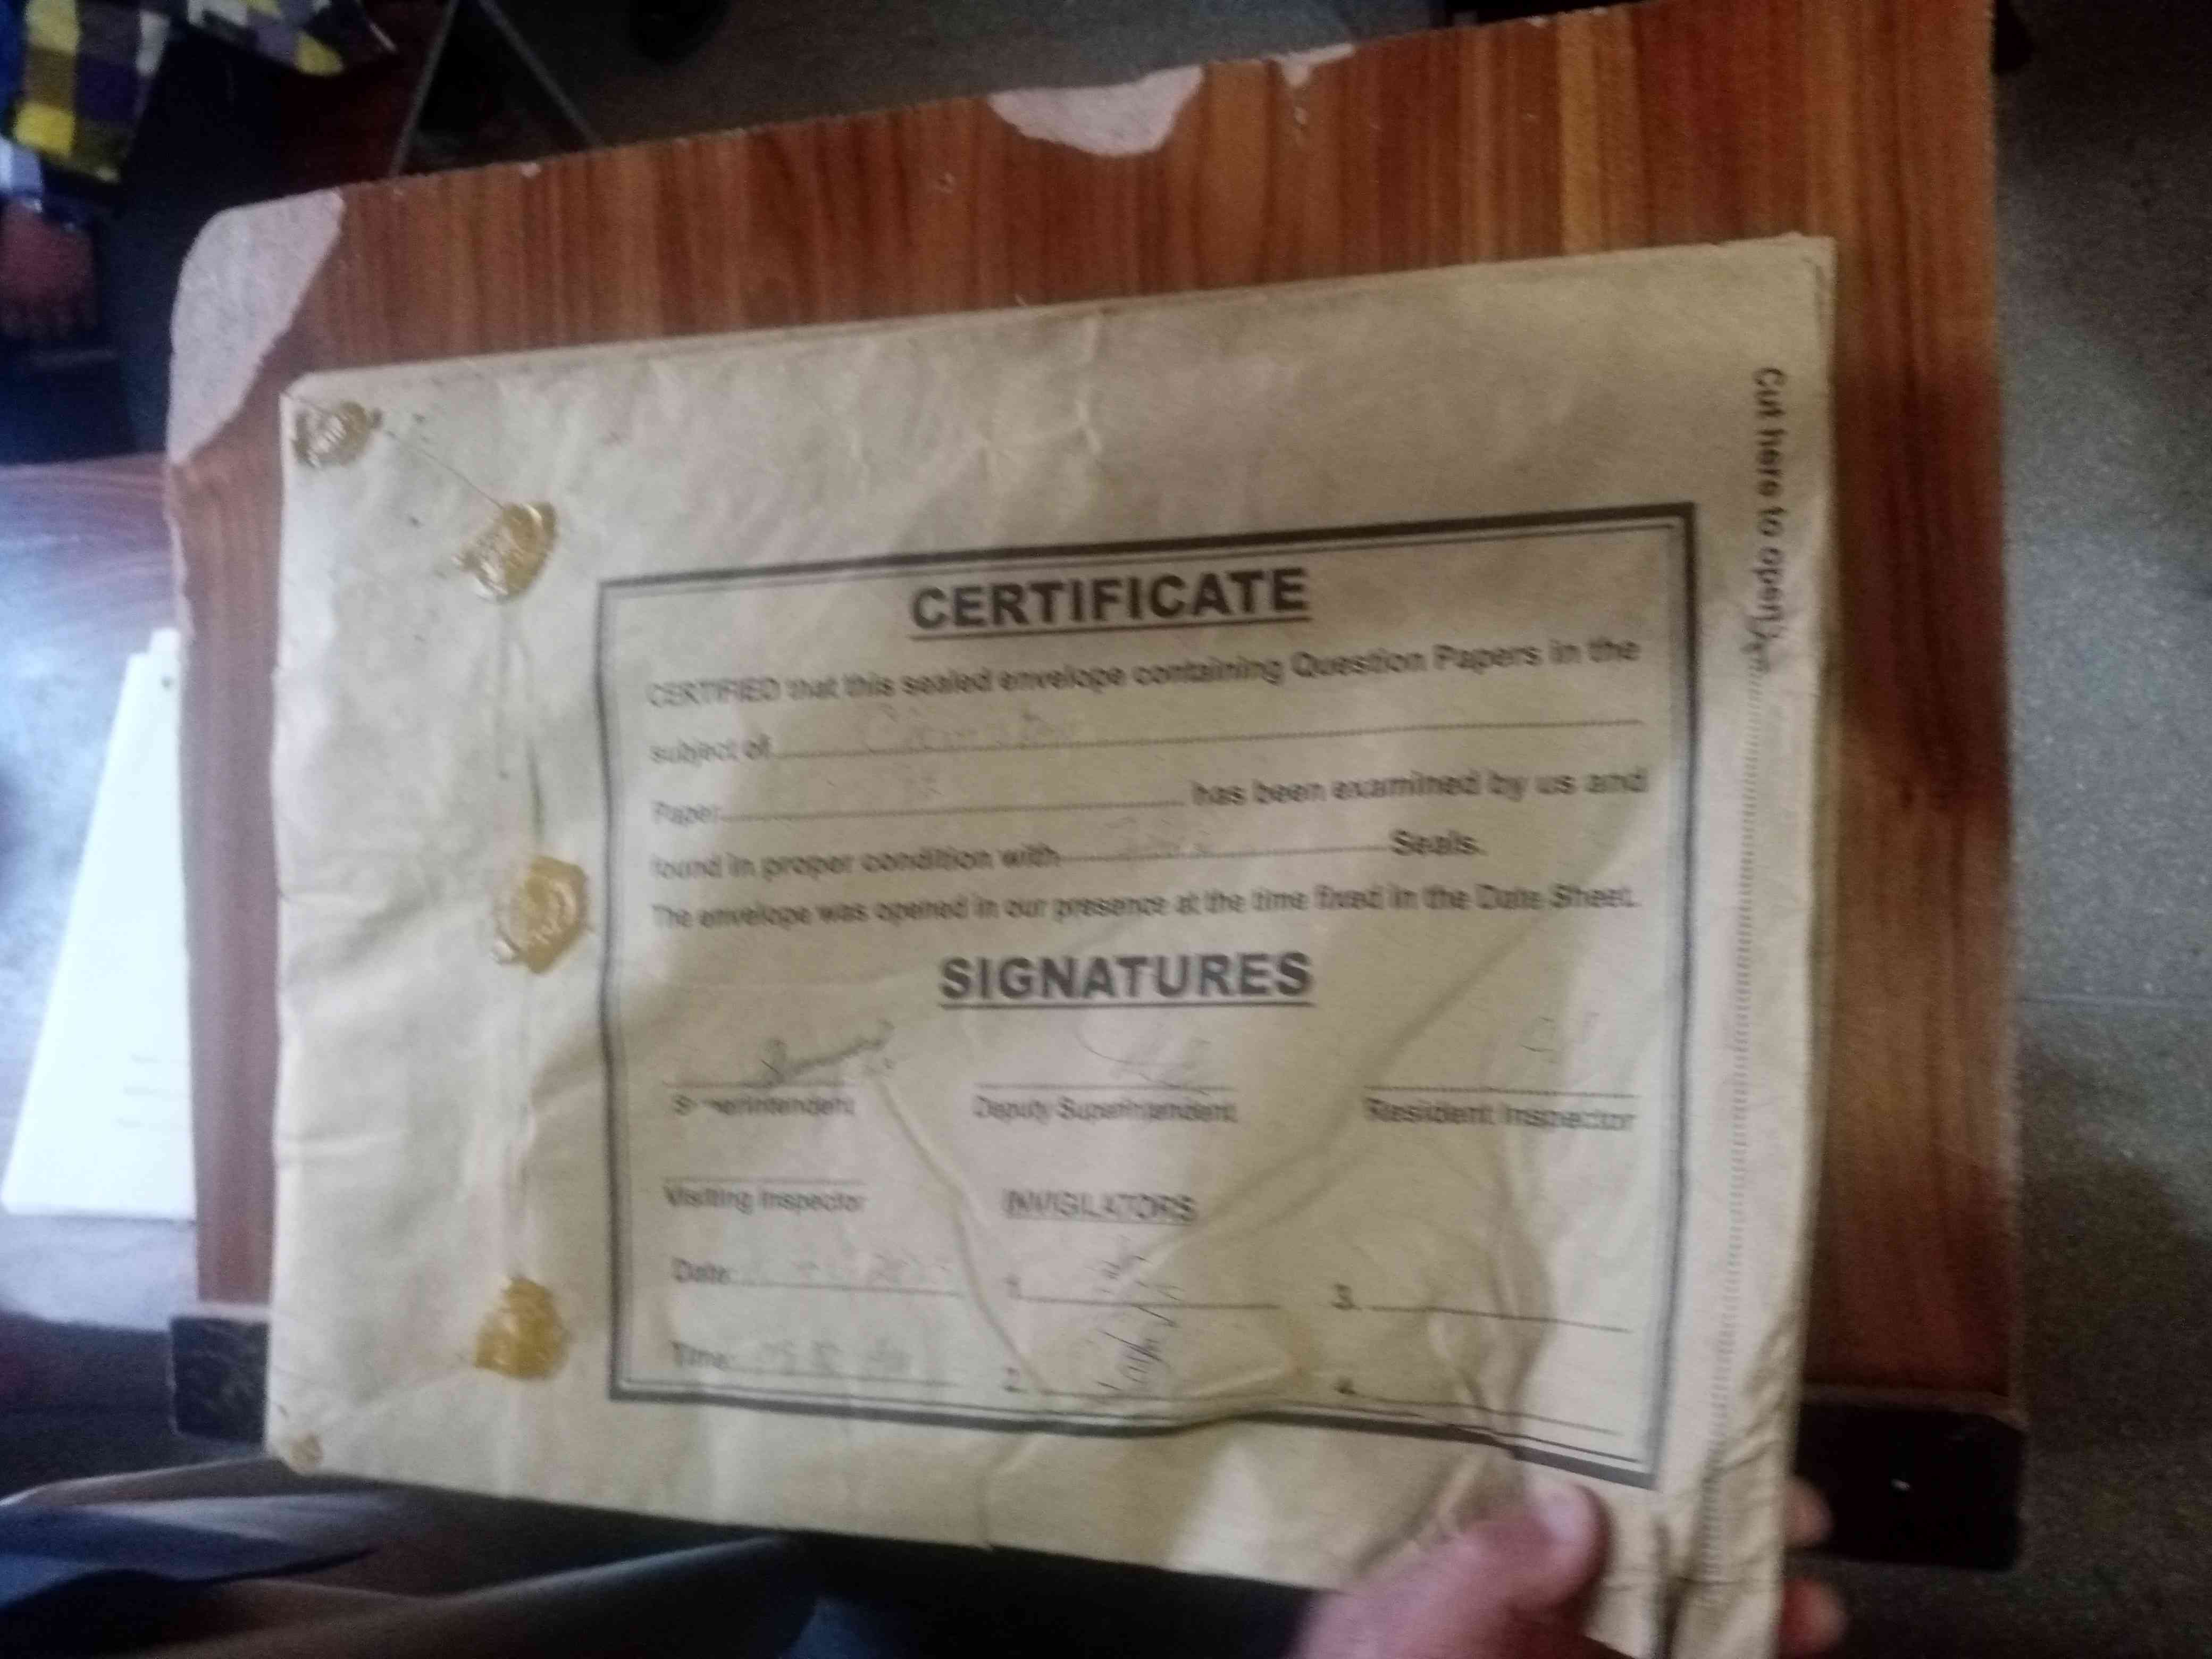 Cut here to open
CERTIFICATE
CERTIFIED that this sealed envelope containing Question Papers in the
subject of Chemistry
Paper has been examined by us and
found in proper condition with Seals.
The envelope was opened in our presence at the time fixed in the Date Sheet.
SIGNATURES
Superintendent Deputy Superintendent Resident Inspector
Visiting Inspector INVIGILATORS
Date: 1. 3.
Time: 2. 4.